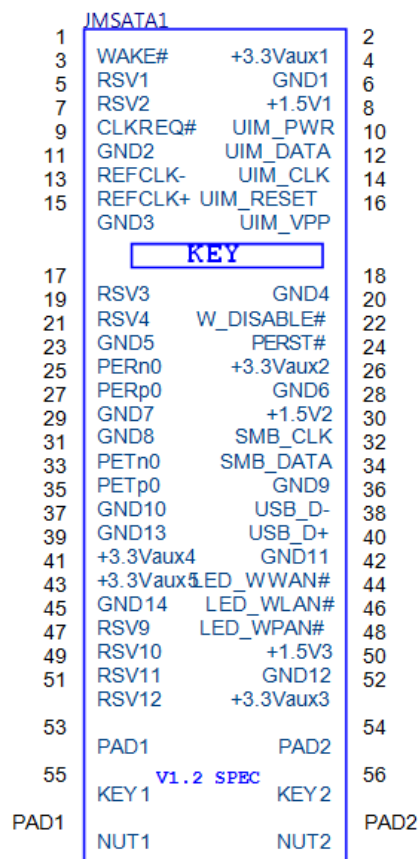 JMSATA1
1 2
3 WAKE# +3.3Vaux1 4
5 RSV1 GND1 6
7 RSV2 +1.5V1 8
9 CLKREQ# UIM_PWR 10
11 GND2 UIM_DATA 12
13 REFCLK- UIM_CLK 14
15 REFCLK+ UIM_RESET 16
GND3 UIM_VPP
KEY
17 18
19 RSV3 GND4 20
21 RSV4 W_DISABLE# 22
23 GND5 PERST# 24
25 PERn0 +3.3Vaux2 26
27 PERp0 GND6 28
29 GND7 +1.5V2 30
31 GND8 SMB_CLK 32
33 PETn0 SMB_DATA 34
35 PETp0 GND9 36
37 GND10 USB_D- 38
39 GND13 USB_D+ 40
41 +3.3Vaux4 GND11 42
43 +3.3Vaux5 LED_WWAN# 44
45 GND14 LED_WLAN# 46
47 RSV9 LED_WPAN# 48
49 RSV10 +1.5V3 50
51 RSV11 GND12 52
RSV12 +3.3Vaux3
53 54
PAD1 PAD2
55 V1.2 SPEC 56
KEY1 KEY2
PAD1 PAD2
NUT1 NUT2